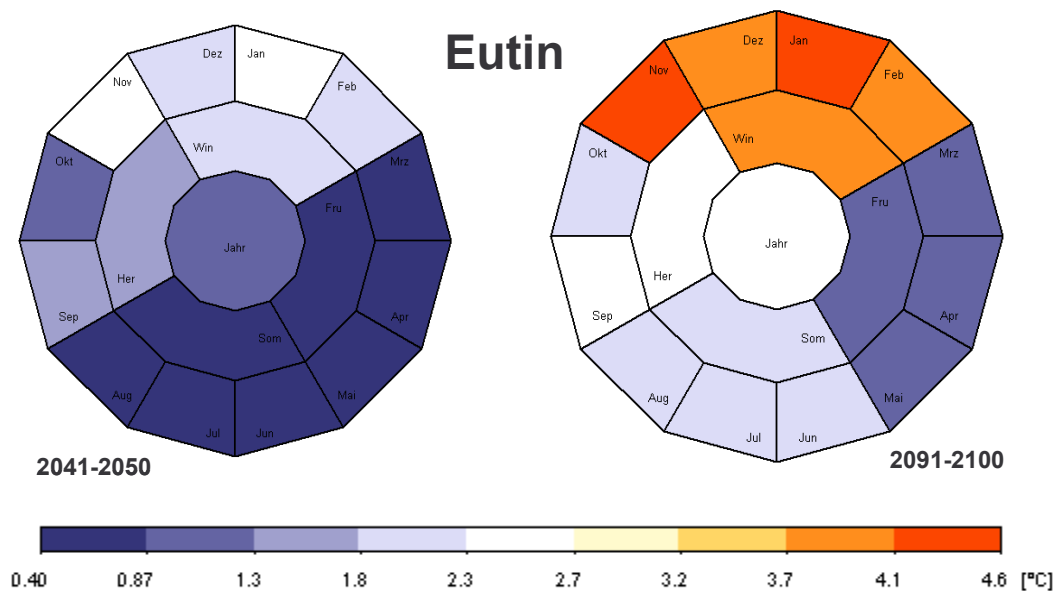 Eutin
Dez
Jan
Nov
Feb
Win
Okt
Mrz
Fru
Jahr
Her
Sep
Apr
Som
Aug
Mai
Jul
Jun
2041-2050
Dez
Jan
Nov
Feb
Win
Okt
Mrz
Fru
Jahr
Her
Sep
Apr
Som
Aug
Mai
Jul
Jun
2091-2100
0.40 0.87 1.3 1.8 2.3 2.7 3.2 3.7 4.1 4.6 [°C]